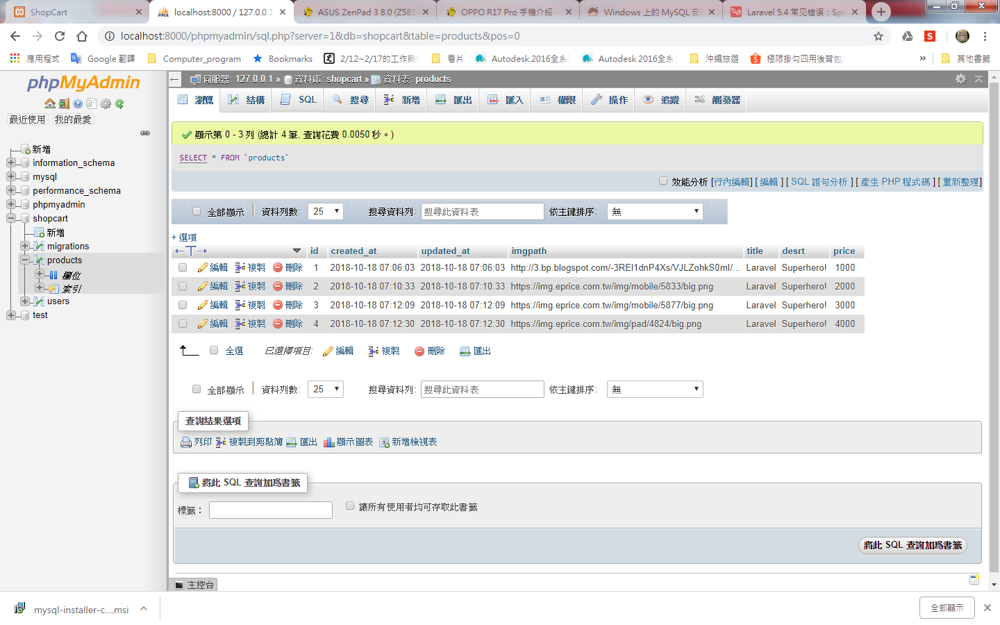 ShopCart
localhost:8000 / 127.0.0.1
ASUS ZenPad 3 8.0 (Z581
OPPO R17 Pro 手機介紹 -
Windows 上的 MySQL 安
Laravel 5.4 常见错误：Spe
localhost:8000/phpmyadmin/sql.php?server=1&db=shopcart&table=products&pos=0
應用程式
Google 翻譯
Computer_program
Bookmarks
2/12~2/17的工作與
看片
Autodesk 2016全系
Autodesk 2016全系
沖繩旅遊
極限掛勾四用後背包
»
其他書籤
phpMyAdmin
最近使用 我的最愛
新增
information_schema
mysql
performance_schema
phpmyadmin
shopcart
新增
migrations
products
欄位
索引
users
test
伺服器: 127.0.0.1 » 資料庫: shopcart » 資料表: products
瀏覽 結構 SQL 搜尋 新增 匯出 匯入 權限 操作 追蹤 觸發器
顯示第 0 - 3 列 (總計 4 筆, 查詢花費 0.0050 秒。)
SELECT * FROM `products`
效能分析 [行內編輯] [ 編輯 ] [ SQL 語句分析 ] [ 產生 PHP 程式碼 ] [ 重新整理]
全部顯示 | 資料列數: 25 搜尋資料列: 搜尋此資料表 依主鍵排序: 無
+ 選項
←T→ id created_at updated_at imgpath title desrt price
編輯 複製 刪除 1 2018-10-18 07:06:03 2018-10-18 07:06:03 http://3.bp.blogspot.com/-3REI1dnP4Xs/VJLZohkS0mI/... Laravel Superhero! 1000
編輯 複製 刪除 2 2018-10-18 07:10:33 2018-10-18 07:10:33 https://img.eprice.com.tw/img/mobile/5833/big.png Laravel Superhero! 2000
編輯 複製 刪除 3 2018-10-18 07:12:09 2018-10-18 07:12:09 https://img.eprice.com.tw/img/mobile/5877/big.png Laravel Superhero! 3000
編輯 複製 刪除 4 2018-10-18 07:12:30 2018-10-18 07:12:30 https://img.eprice.com.tw/img/pad/4824/big.png Laravel Superhero! 4000
全選 已選擇項目: 編輯 複製 刪除 匯出
全部顯示 | 資料列數: 25 搜尋資料列: 搜尋此資料表 依主鍵排序: 無
查詢結果選項
列印 複製到剪貼簿 匯出 顯示圖表 新增檢視表
將此 SQL 查詢加為書籤
標籤： 讓所有使用者均可存取此書籤
將此 SQL 查詢加為書籤
主控台
mysql-installer-c....msi
全部顯示